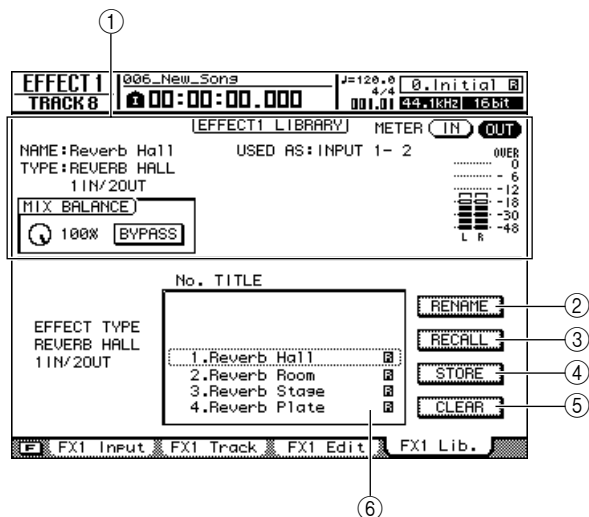 ①
EFFECT 1 006_New_Song ♩=120.0 0.Initial R
TRACK 8 I 00:00:00.000 4/4 001.01 44.1kHz 16bit
EFFECT1 LIBRARY METER IN OUT
NAME:Reverb Hall USED AS:INPUT 1- 2 OVER
TYPE:REVERB HALL 0
1IN/2OUT - 6
MIX BALANCE -12
-18
100% BYPASS -30
-48
L R
No. TITLE
RENAME ②
EFFECT TYPE RECALL ③
REVERB HALL
1IN/2OUT
1.Reverb Hall R
2.Reverb Room R STORE ④
3.Reverb Stage R
4.Reverb Plate R CLEAR ⑤
F FX1 Input FX1 Track FX1 Edit FX1 Lib.
⑥